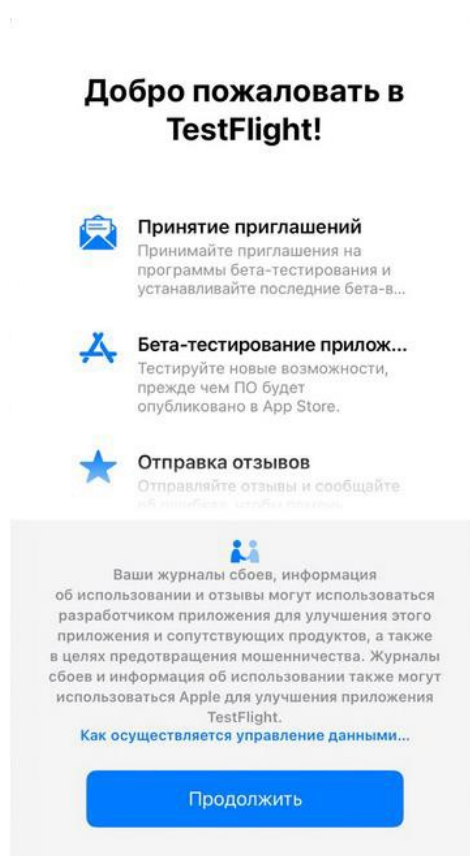 Добро пожаловать в
TestFlight!
Принятие приглашений
Принимайте приглашения на
программы бета-тестирования и
устанавливайте последние бета-в...
Бета-тестирование прилож...
Тестируйте новые возможности,
прежде чем ПО будет
опубликовано в App Store.
Отправка отзывов
Отправляйте отзывы и сообщайте
Ваши журналы сбоев, информация
об использовании и отзывы могут использоваться
разработчиком приложения для улучшения этого
приложения и сопутствующих продуктов, а также
в целях предотвращения мошенничества. Журналы
сбоев и информация об использовании также могут
использоваться Apple для улучшения приложения
TestFlight.
Как осуществляется управление данными...
Продолжить